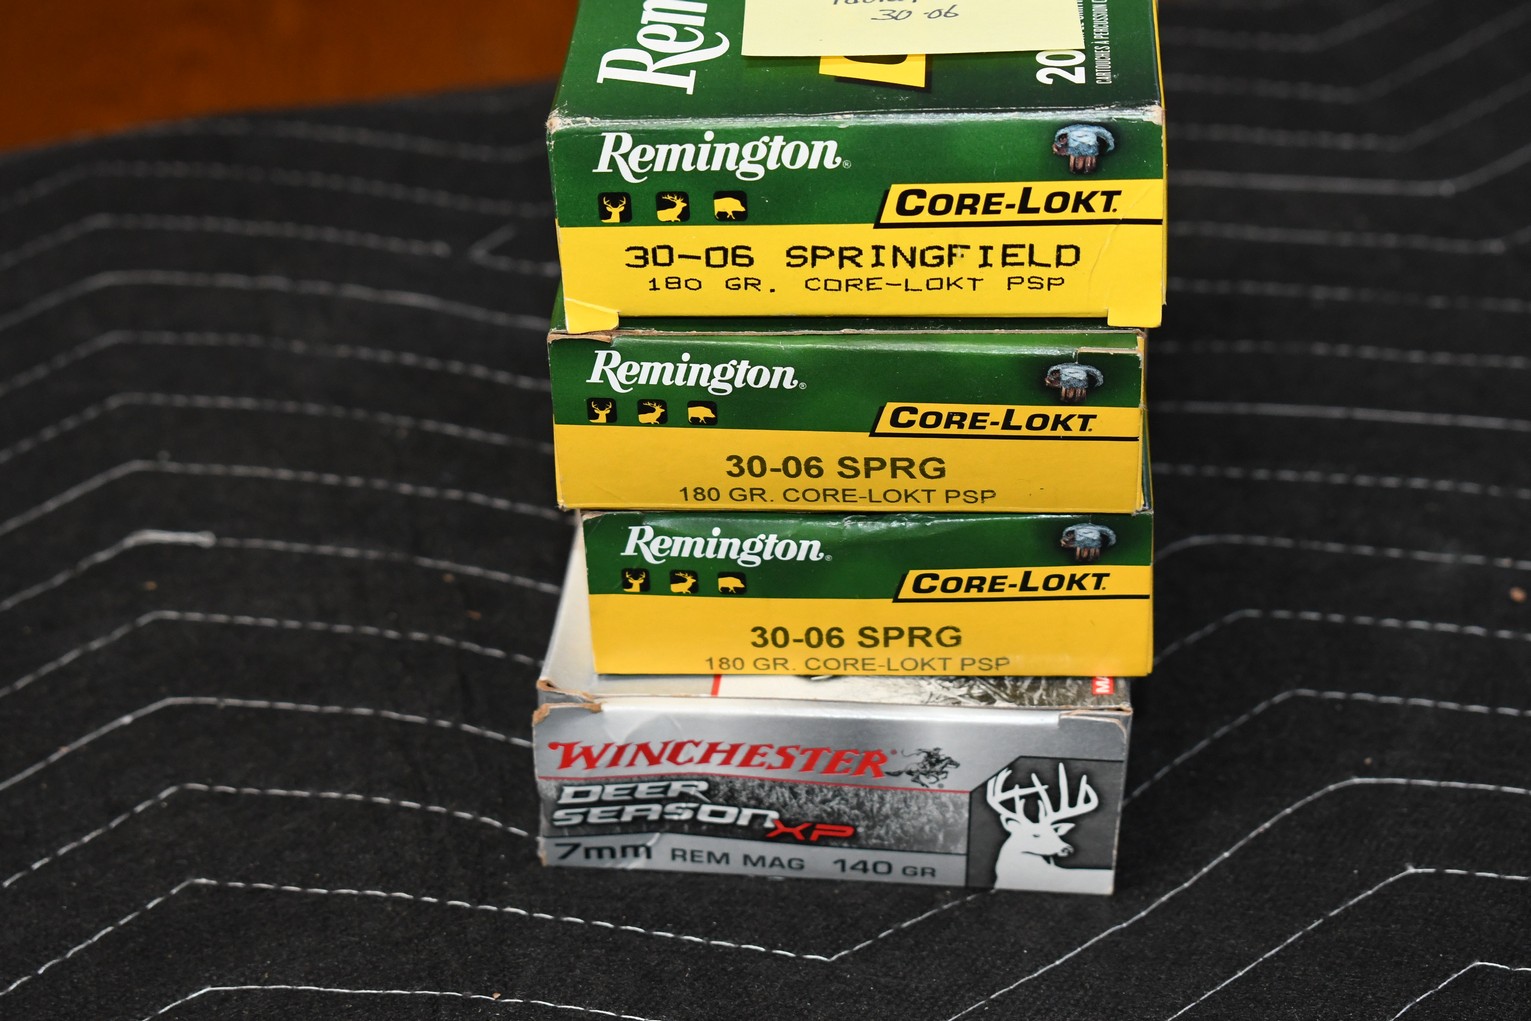 30-06
Rem
20
CARTOUCHES À PERCUSSION
Remington
CORE-LOKT
30-06 SPRINGFIELD
180 GR. CORE-LOKT PSP
Remington
CORE-LOKT
30-06 SPRG
180 GR. CORE-LOKT PSP
Remington
CORE-LOKT
30-06 SPRG
180 GR. CORE-LOKT PSP
WINCHESTER
DEER
SEASON XP
7mm REM MAG 140 GR